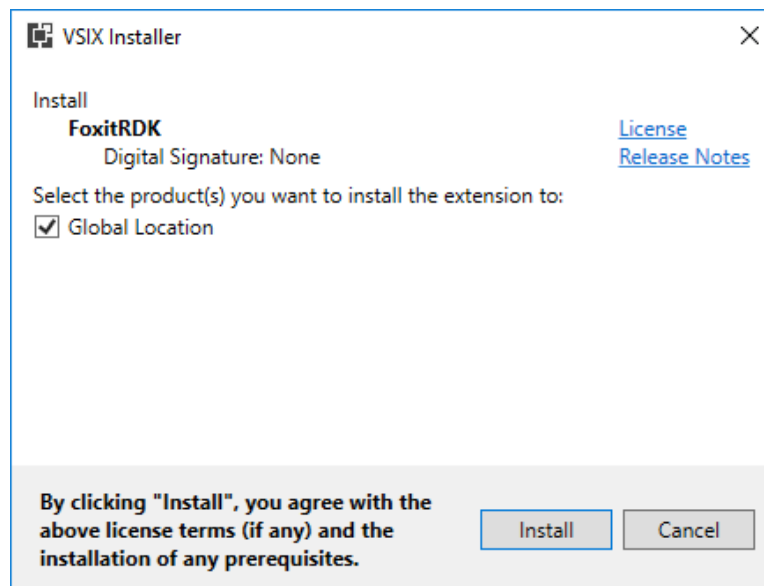 VSIX Installer
Install
FoxitRDK License
Digital Signature: None Release Notes
Select the product(s) you want to install the extension to:
Global Location
By clicking "Install", you agree with the
above license terms (if any) and the
installation of any prerequisites.
Install Cancel